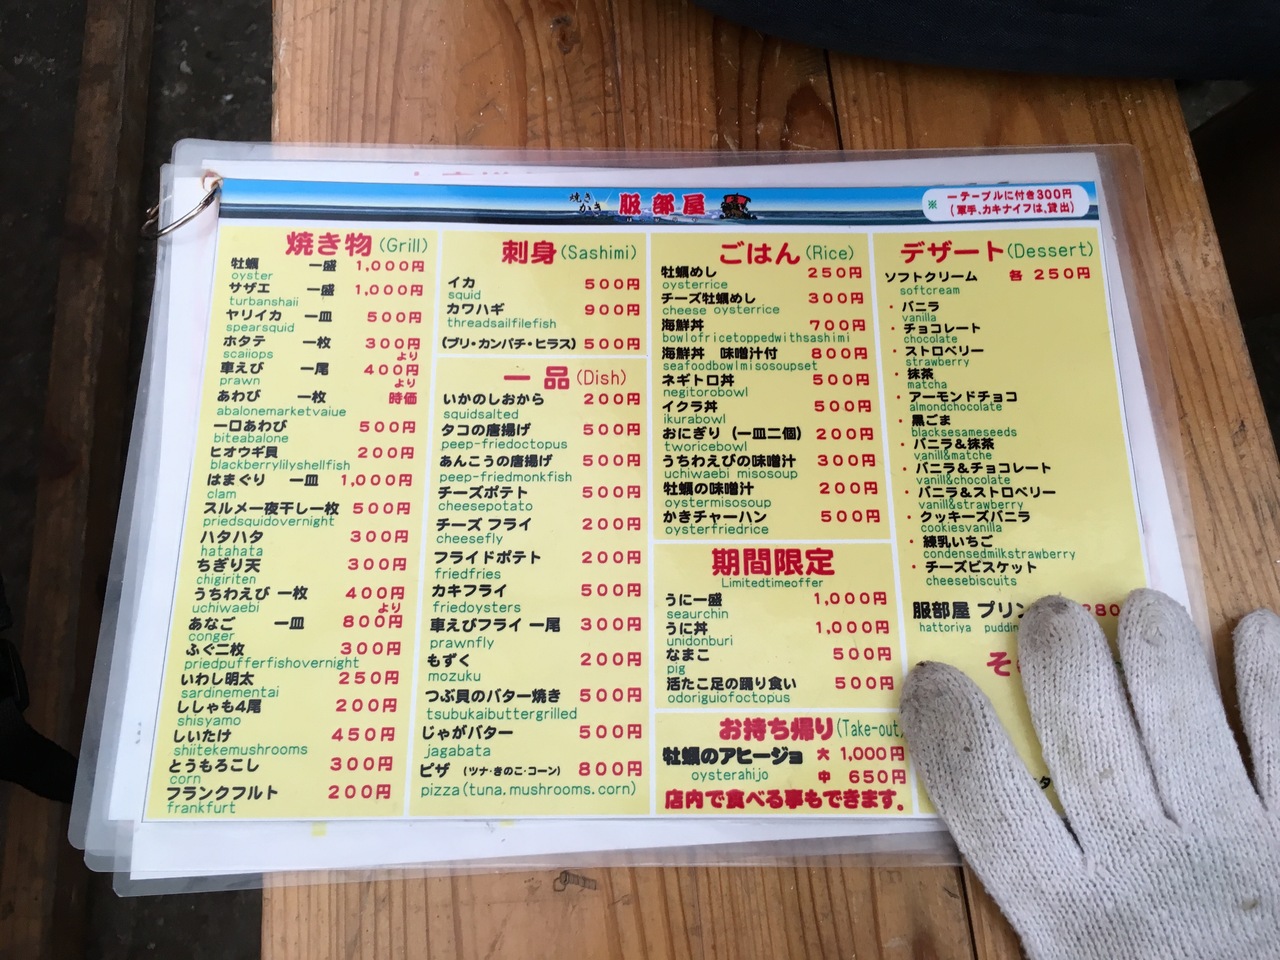 焼きかき 服部屋
※ 一テーブルに付き300円
(軍手、カキナイフは、貸出)
焼き物(Grill)
牡蠣 一盛 1,000円
oyster
サザエ 一盛 1,000円
turbanshaii
ヤリイカ 一皿 500円
spearsquid
ホタテ 一枚 300円より
scaiiops
車えび 一尾 400円より
prawn
あわび 一枚 時価
abalonemarketvaiue
一口あわび 500円
biteabalone
ヒオウギ貝 200円
blackberrylilyshellfish
はまぐり 一皿 1,000円
clam
スルメ一夜干し一枚 500円
priedsquidovernight
ハタハタ 300円
hatahata
ちぎり天 300円
chigiriten
うちわえび 一枚 400円より
uchiwaebi
あなご 一皿 800円
conger
ふぐ二枚 300円
priedpufferfishovernight
いわし明太 250円
sardinementai
ししゃも4尾 200円
shisyamo
しいたけ 450円
shiitekemushrooms
とうもろこし 300円
corn
フランクフルト 200円
frankfurt
刺身(Sashimi)
イカ 500円
squid
カワハギ 900円
threadsailfilefish
(ブリ・カンパチ・ヒラス) 500円
一品(Dish)
いかのしおから 200円
squidsalted
タコの唐揚げ 500円
peep-friedoctopus
あんこうの唐揚げ 500円
peep-friedmonkfish
チーズポテト 500円
cheesepotato
チーズ フライ 200円
cheesefly
フライドポテト 200円
friedfries
カキフライ 500円
friedoysters
車えびフライ 一尾 300円
prawnfly
もずく 200円
mozuku
つぶ貝のバター焼き 500円
tsubukaibuttergrilled
じゃがバター 500円
jagabata
ピザ (ツナ・きのこ・コーン) 800円
pizza(tuna.mushrooms.corn)
ごはん(Rice)
牡蠣めし 250円
oysterrice
チーズ牡蠣めし 300円
cheese oysterrice
海鮮丼 700円
bowlofricetoppedwithsashimi
海鮮丼 味噌汁付 800円
seafoodbowlmisosoupset
ネギトロ丼 500円
negitorobowl
イクラ丼 500円
ikurabowl
おにぎり (一皿二個) 200円
tworicebowl
うちわえびの味噌汁 300円
uchiwaebi misosoup
牡蠣の味噌汁 200円
oystermisosoup
かきチャーハン 500円
oysterfriedrice
期間限定
Limitedtimeoffer
うに一盛 1,000円
seaurchin
うに丼 1,000円
unidonburi
なまこ 500円
pig
活たこ足の踊り食い 500円
odoriguiofoctopus
お持ち帰り(Take-out)
牡蠣のアヒージョ 大 1,000円
oysterahijo 中 650円
店内で食べる事もできます。
デザート(Dessert)
ソフトクリーム 各 250円
softcream
・バニラ
vanilla
・チョコレート
chocolate
・ストロベリー
strawberry
・抹茶
matcha
・アーモンドチョコ
almondchocolate
・黒ごま
blacksesameseeds
・バニラ&抹茶
vanill&matche
・バニラ&チョコレート
vanill&chocolate
・バニラ&ストロベリー
vanill&strawberry
・クッキーズバニラ
cookiesvanilla
・練乳いちご
condensedmilkstrawberry
・チーズビスケット
cheesebiscuits
服部屋 プリン 280
hattoriya puddin
そ
タ